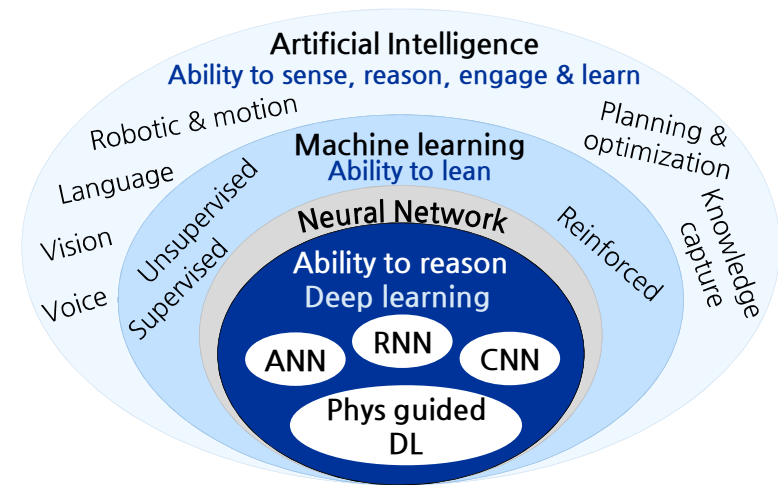 Artificial Intelligence
Ability to sense, reason, engage & learn
Robotic & motion
Language
Vision
Voice
Planning &
optimization
Knowledge
capture
Machine learning
Ability to lean
Unsupervised
Supervised
Reinforced
Neural Network
Ability to reason
Deep learning
ANN
RNN
CNN
Phys guided
DL